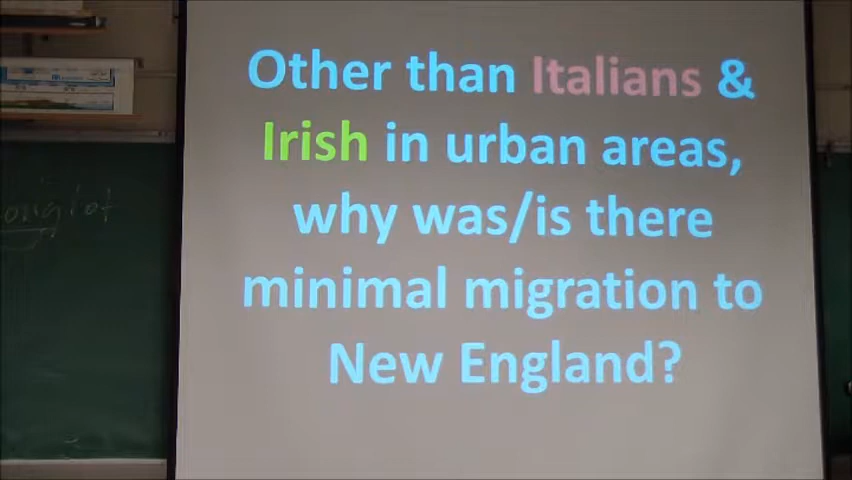 Other than Italians &
Irish in urban areas,
why was/is there
minimal migration to
New England?